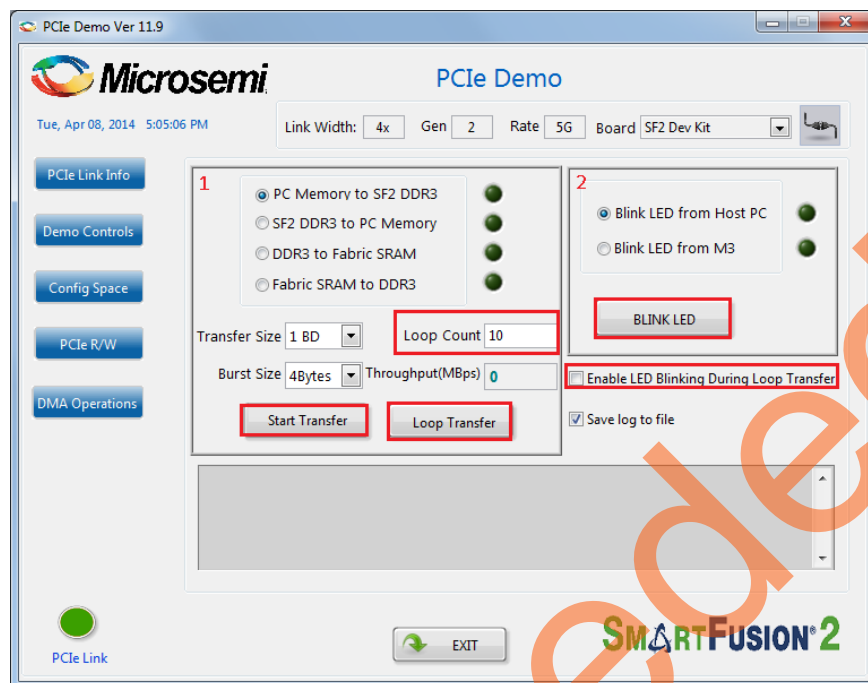 PCIe Demo Ver 11.9
Microsemi
PCIe Demo
Tue, Apr 08, 2014 5:05:06 PM
Link Width: 4x Gen 2 Rate 5G Board SF2 Dev Kit
PCIe Link Info
Demo Controls
Config Space
PCIe R/W
DMA Operations
1
PC Memory to SF2 DDR3
SF2 DDR3 to PC Memory
DDR3 to Fabric SRAM
Fabric SRAM to DDR3
Transfer Size 1 BD Loop Count 10
Burst Size 4Bytes Throughput(MBps) 0
Start Transfer Loop Transfer
2
Blink LED from Host PC
Blink LED from M3
BLINK LED
Enable LED Blinking During Loop Transfer
Save log to file
PCIe Link
EXIT
SMARTFUSION®2